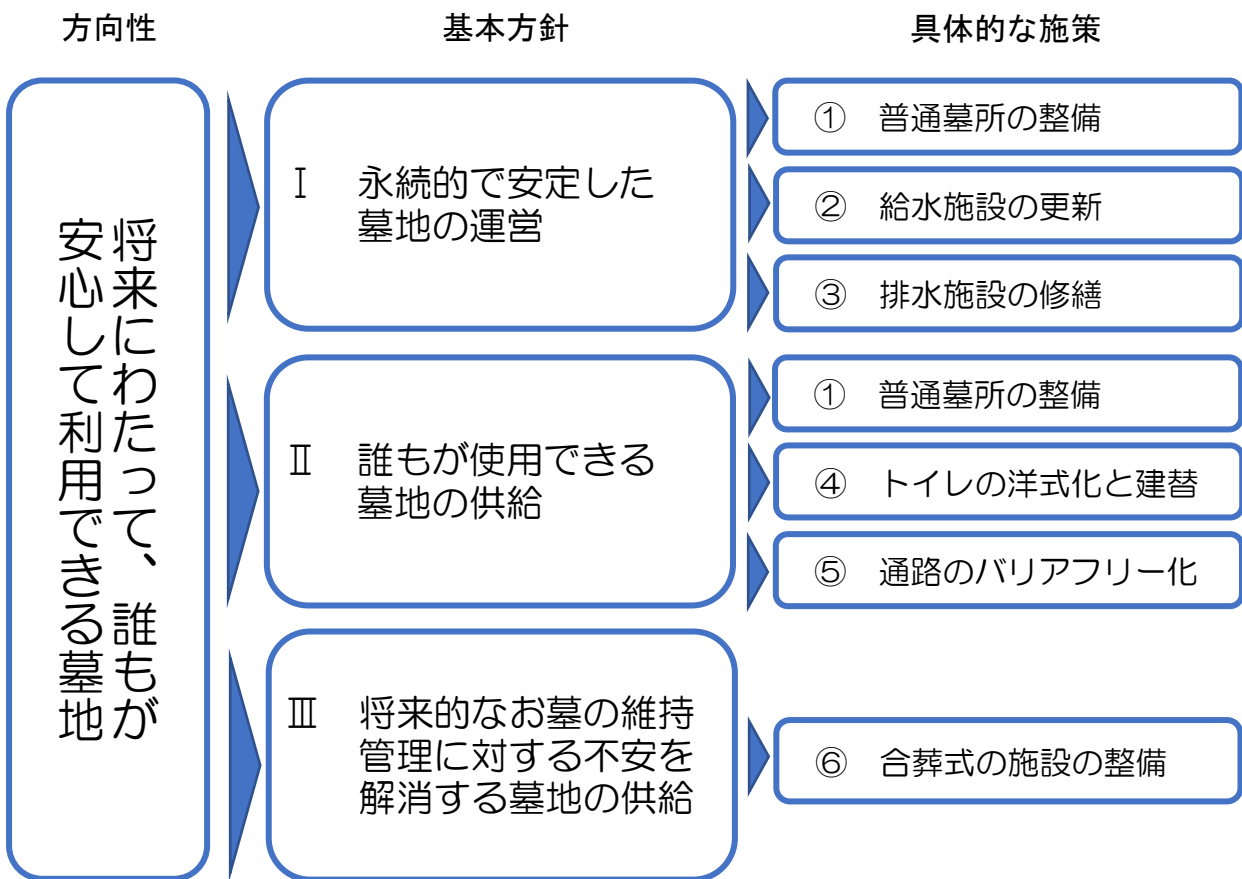 方向性
基本方針
具体的な施策
将来にわたって、誰もが
安心して利用できる墓地
Ⅰ 永続的で安定した
墓地の運営
① 普通墓所の整備
② 給水施設の更新
③ 排水施設の修繕
Ⅱ 誰もが使用できる
墓地の供給
① 普通墓所の整備
④ トイレの洋式化と建替
⑤ 通路のバリアフリー化
Ⅲ 将来的なお墓の維持
管理に対する不安を
解消する墓地の供給
⑥ 合葬式の施設の整備